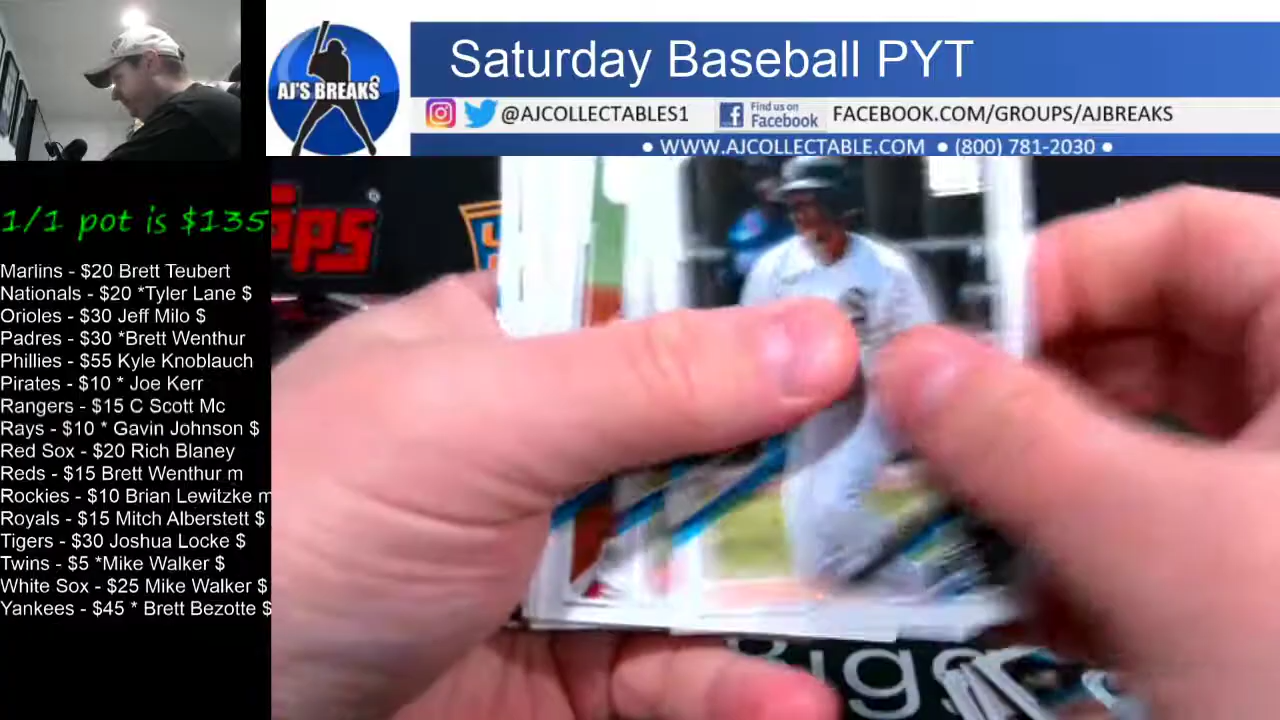 AJ'S BREAKS
Saturday Baseball PYT
@AJCOLLECTABLES1
Find us on
Facebook
FACEBOOK.COM/GROUPS/AJBREAKS
• WWW.AJCOLLECTABLE.COM • (800) 781-2030 •
1/1 pot is $135
Marlins - $20 Brett Teubert
Nationals - $20 *Tyler Lane $
Orioles - $30 Jeff Milo $
Padres - $30 *Brett Wenthur
Phillies - $55 Kyle Knoblauch
Pirates - $10 * Joe Kerr
Rangers - $15 C Scott Mc
Rays - $10 * Gavin Johnson $
Red Sox - $20 Rich Blaney
Reds - $15 Brett Wenthur m
Rockies - $10 Brian Lewitzke m
Royals - $15 Mitch Alberstett $
Tigers - $30 Joshua Locke $
Twins - $5 *Mike Walker $
White Sox - $25 Mike Walker $
Yankees - $45 * Brett Bezotte $